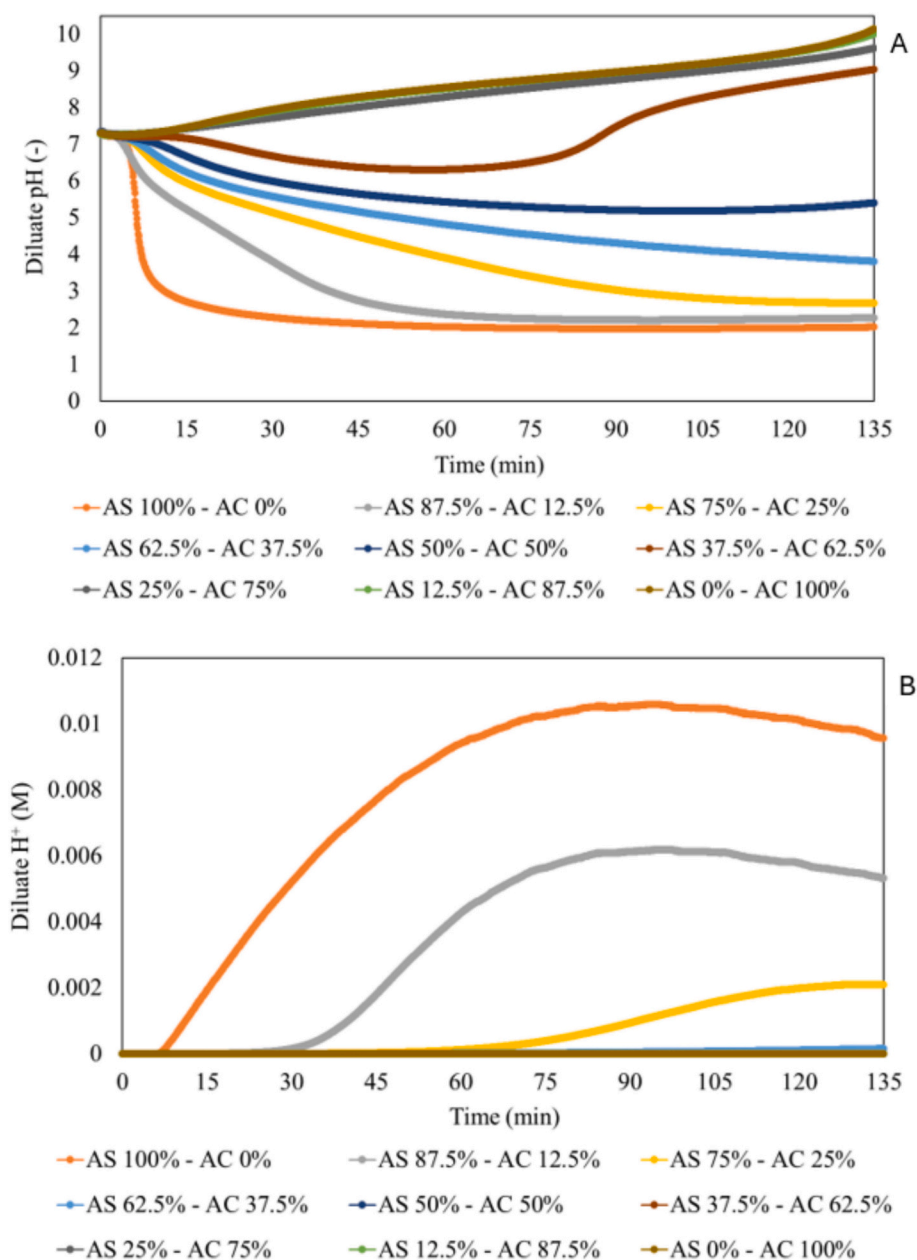 A
10
9
8
7
6
5
4
3
2
1
0
Diluate pH (-)
0 15 30 45 60 75 90 105 120 135
Time (min)
AS 100% - AC 0% AS 87.5% - AC 12.5% AS 75% - AC 25%
AS 62.5% - AC 37.5% AS 50% - AC 50% AS 37.5% - AC 62.5%
AS 25% - AC 75% AS 12.5% - AC 87.5% AS 0% - AC 100%
B
0.012
0.01
0.008
0.006
0.004
0.002
0
Diluate H⁺ (M)
0 15 30 45 60 75 90 105 120 135
Time (min)
AS 100% - AC 0% AS 87.5% - AC 12.5% AS 75% - AC 25%
AS 62.5% - AC 37.5% AS 50% - AC 50% AS 37.5% - AC 62.5%
AS 25% - AC 75% AS 12.5% - AC 87.5% AS 0% - AC 100%